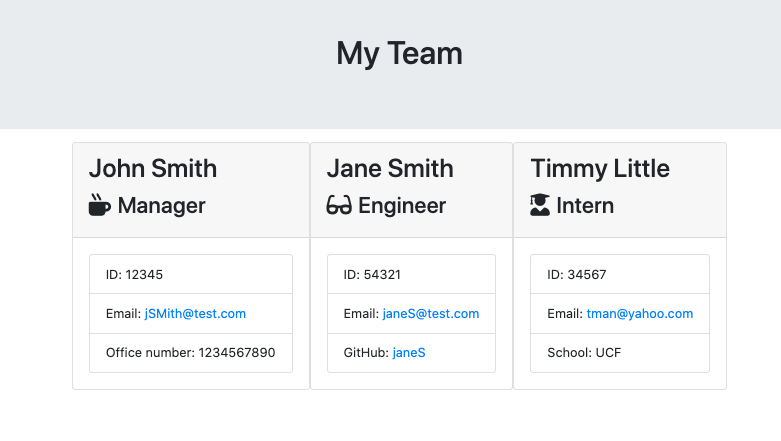 My Team
John Smith
Manager
ID: 12345
Email: jSMith@test.com
Office number: 1234567890
Jane Smith
Engineer
ID: 54321
Email: janeS@test.com
GitHub: janeS
Timmy Little
Intern
ID: 34567
Email: tman@yahoo.com
School: UCF